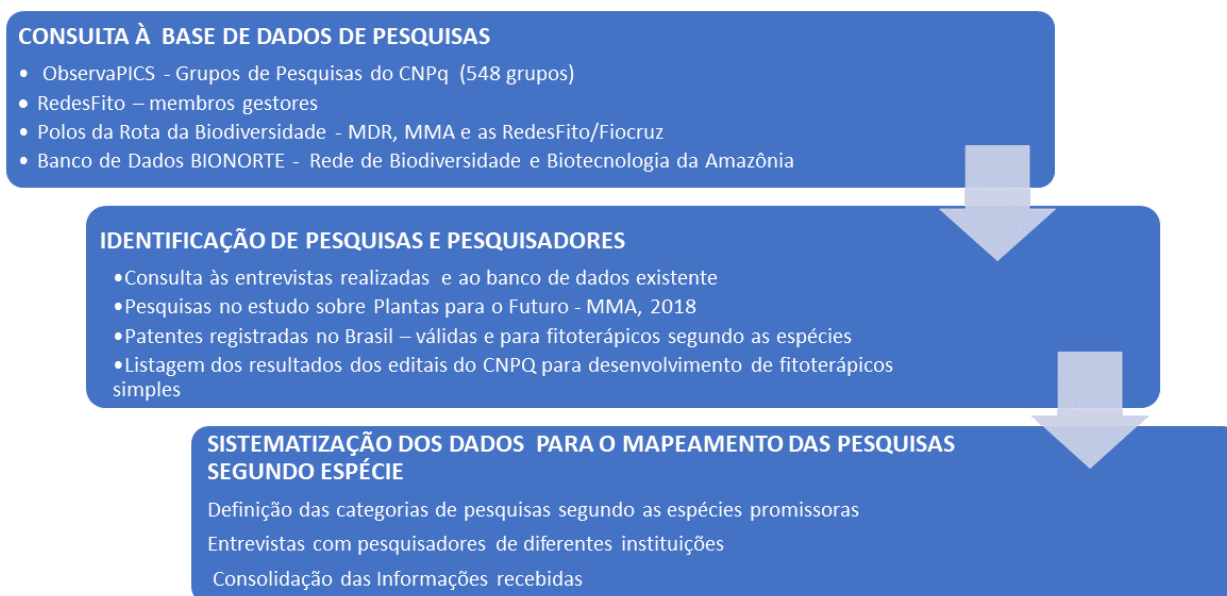 CONSULTA À BASE DE DADOS DE PESQUISAS
• ObservaPICS - Grupos de Pesquisas do CNPq (548 grupos)
• RedesFito – membros gestores
• Polos da Rota da Biodiversidade - MDR, MMA e as RedesFito/Fiocruz
• Banco de Dados BIONORTE - Rede de Biodiversidade e Biotecnologia da Amazônia
IDENTIFICAÇÃO DE PESQUISAS E PESQUISADORES
•Consulta às entrevistas realizadas e ao banco de dados existente
•Pesquisas no estudo sobre Plantas para o Futuro - MMA, 2018
•Patentes registradas no Brasil – válidas e para fitoterápicos segundo as espécies
•Listagem dos resultados dos editais do CNPQ para desenvolvimento de fitoterápicos
simples
SISTEMATIZAÇÃO DOS DADOS PARA O MAPEAMENTO DAS PESQUISAS
SEGUNDO ESPÉCIE
Definição das categorias de pesquisas segundo as espécies promissoras
Entrevistas com pesquisadores de diferentes instituições
Consolidação das Informações recebidas